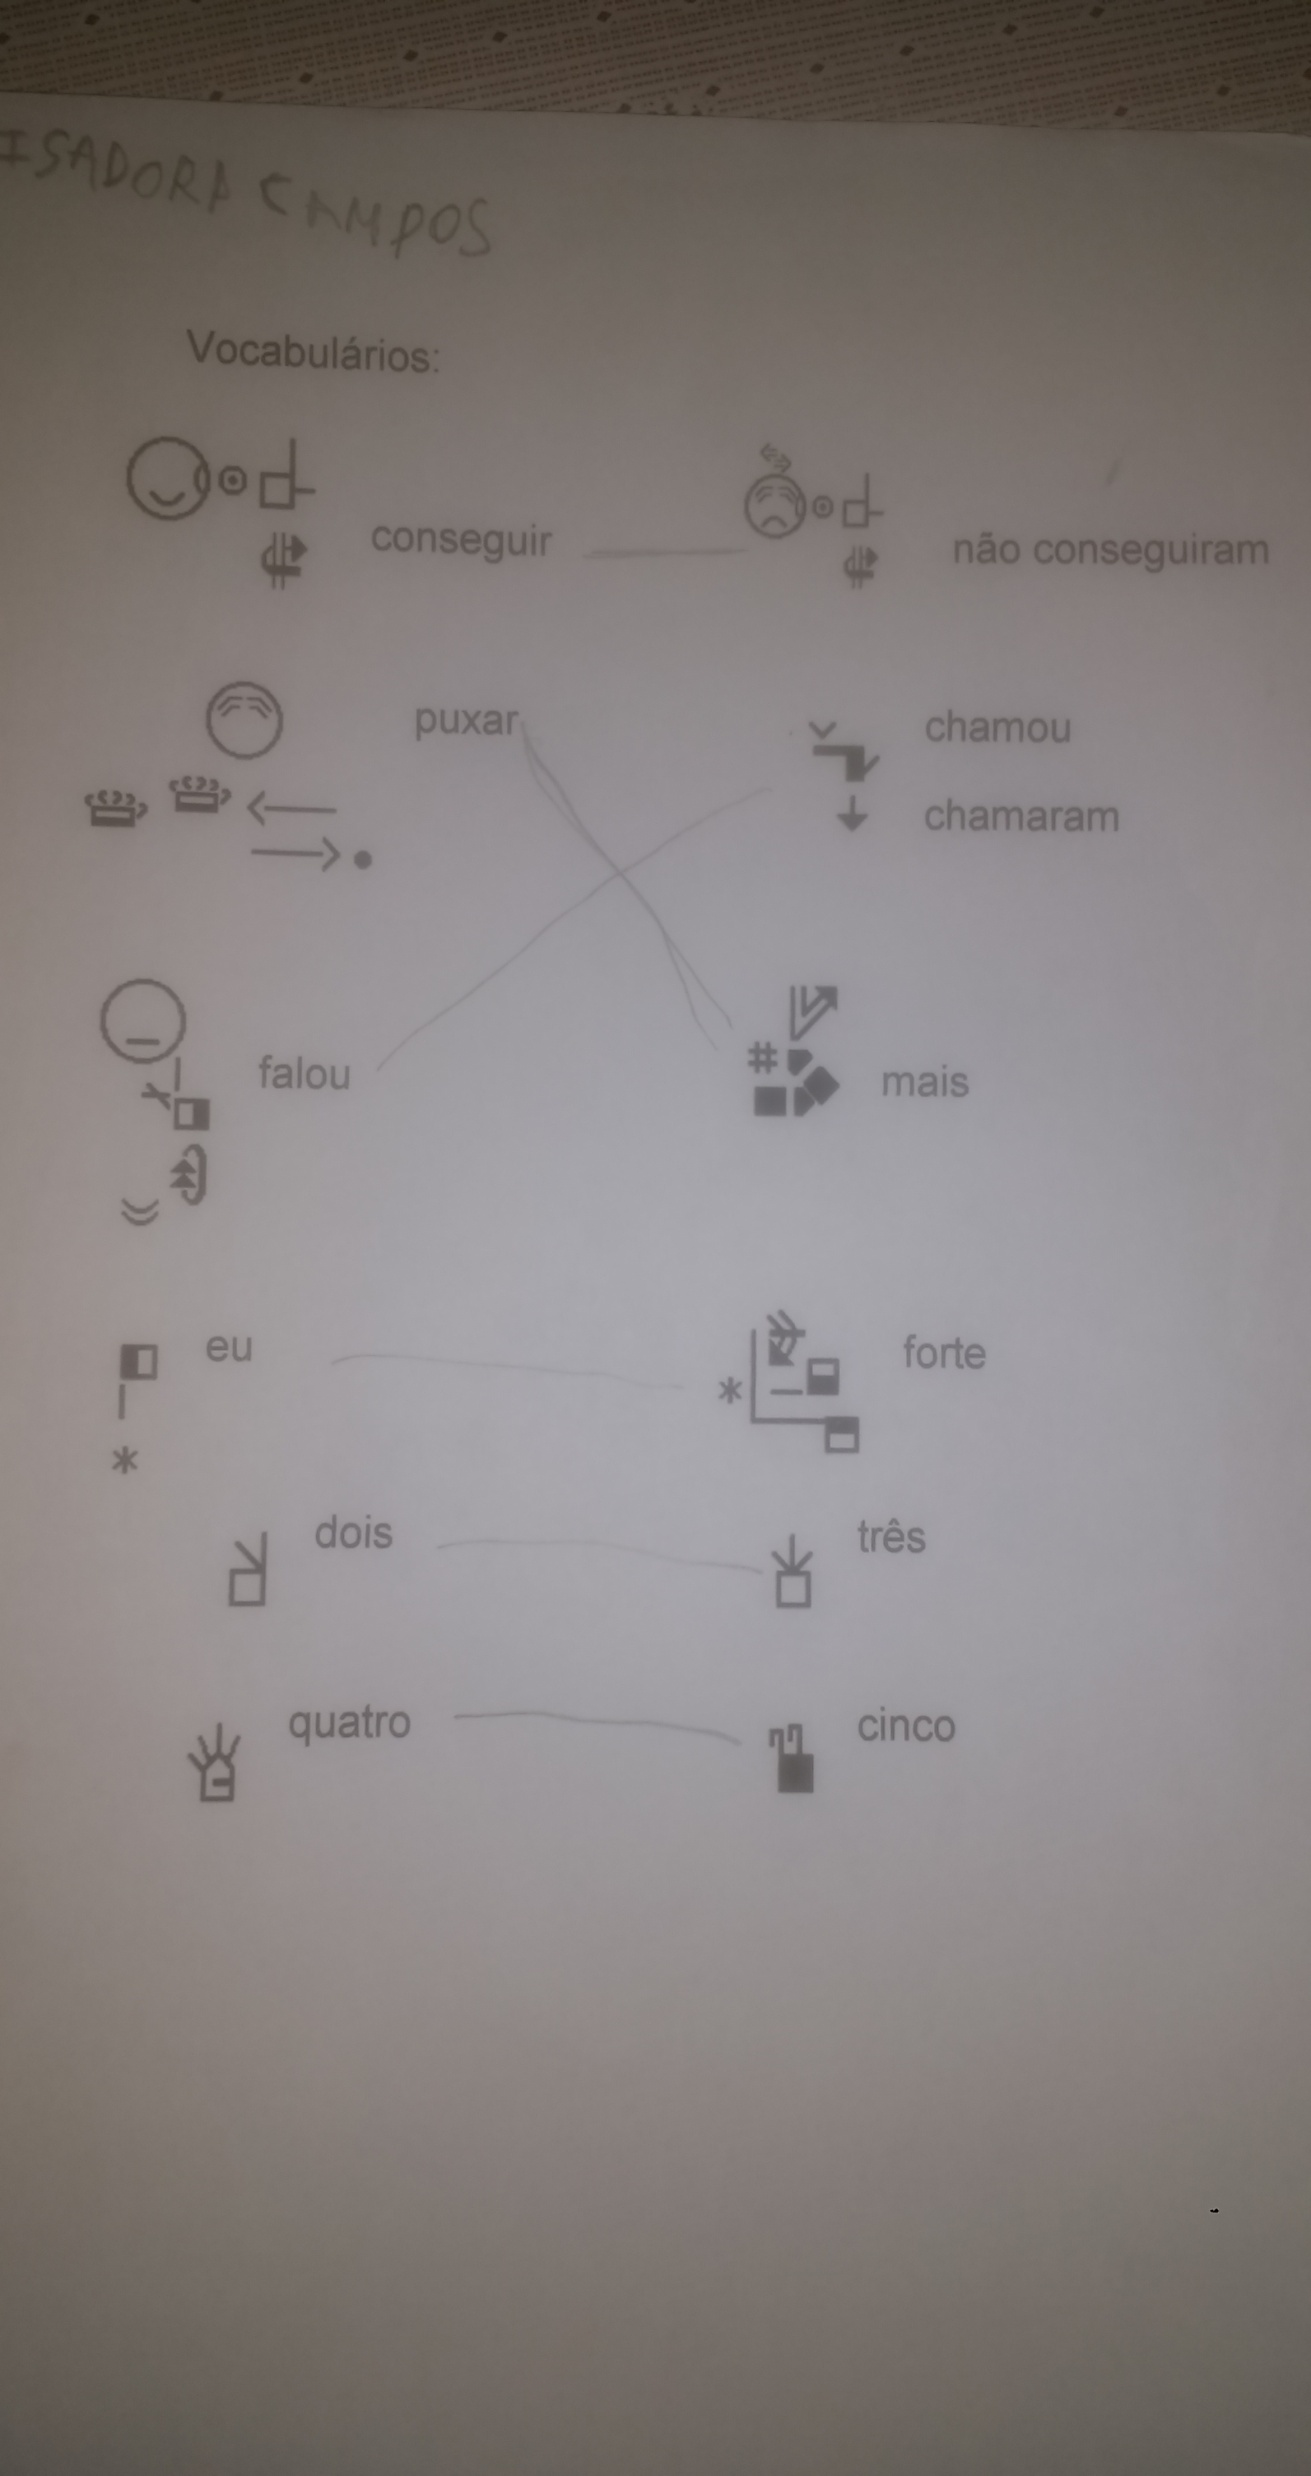 ISADORA CAMPOS
Vocabulários:
conseguir
não conseguiram
puxar
chamou
chamaram
falou
mais
eu
forte
dois
três
quatro
cinco